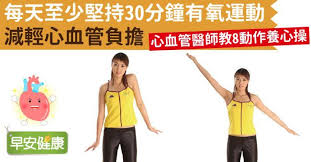 每天至少堅持30分鐘有氧運動
減輕心血管負擔
心血管醫師教8動作養心操
早安健康